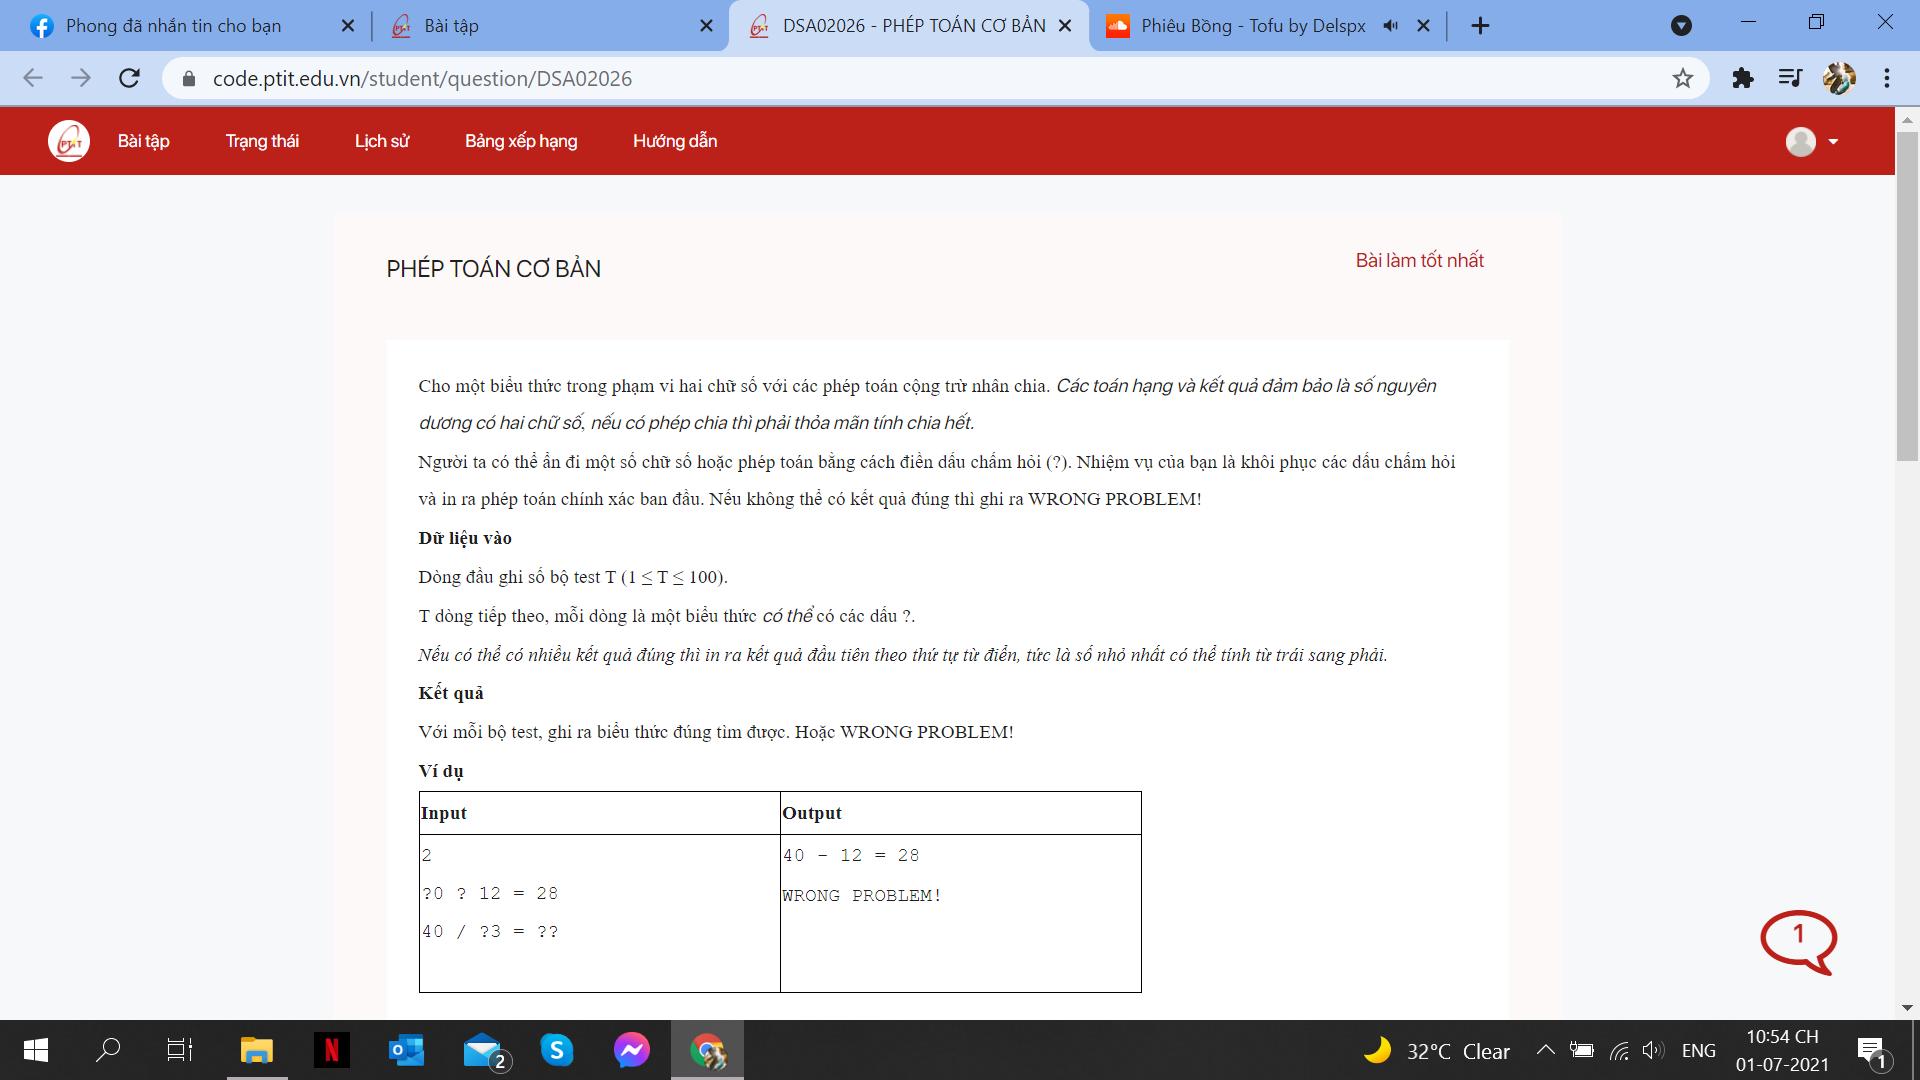 Phong đã nhắn tin cho bạn
Bài tập
DSA02026 - PHÉP TOÁN CƠ BẢN
Phiêu Bồng - Tofu by Delspx
code.ptit.edu.vn/student/question/DSA02026
PTIT
Bài tập
Trạng thái
Lịch sử
Bảng xếp hạng
Hướng dẫn
PHÉP TOÁN CƠ BẢN
Bài làm tốt nhất
Cho một biểu thức trong phạm vi hai chữ số với các phép toán cộng trừ nhân chia. Các toán hạng và kết quả đảm bảo là số nguyên
dương có hai chữ số, nếu có phép chia thì phải thỏa mãn tính chia hết.
Người ta có thể ẩn đi một số chữ số hoặc phép toán bằng cách điền dấu chấm hỏi (?). Nhiệm vụ của bạn là khôi phục các dấu chấm hỏi
và in ra phép toán chính xác ban đầu. Nếu không thể có kết quả đúng thì ghi ra WRONG PROBLEM!
Dữ liệu vào
Dòng đầu ghi số bộ test T (1 ≤ T ≤ 100).
T dòng tiếp theo, mỗi dòng là một biểu thức có thể có các dấu ?.
Nếu có thể có nhiều kết quả đúng thì in ra kết quả đầu tiên theo thứ tự từ điển, tức là số nhỏ nhất có thể tính từ trái sang phải.
Kết quả
Với mỗi bộ test, ghi ra biểu thức đúng tìm được. Hoặc WRONG PROBLEM!
Ví dụ
Input
Output
2
?0 ? 12 = 28
40 / ?3 = ??
40 - 12 = 28
WRONG PROBLEM!
1
2
32°C Clear
ENG
10:54 CH
01-07-2021
1